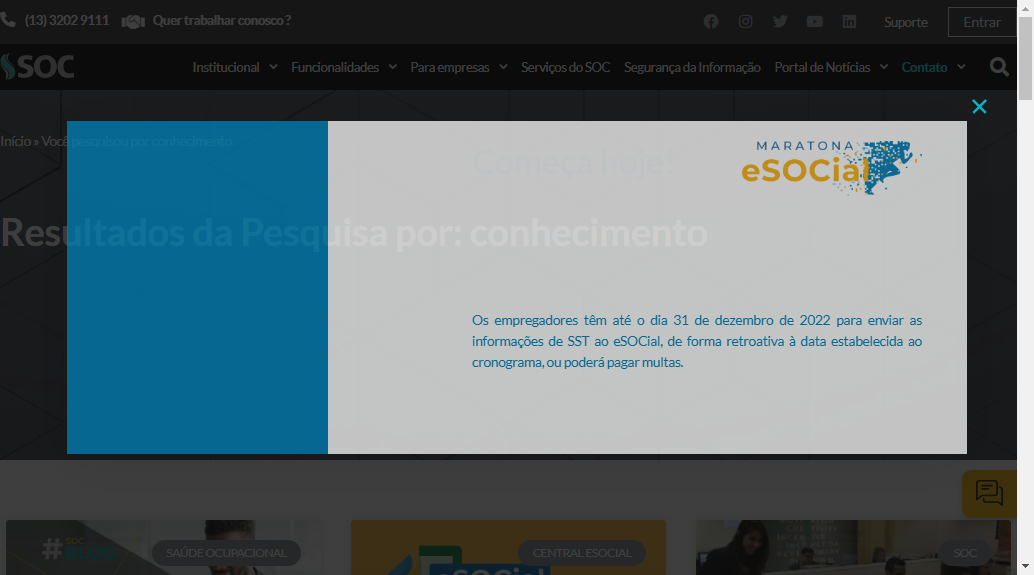 (13) 3202 9111 Quer trabalhar conosco ? Suporte Entrar
SOC Institucional Funcionalidades Para empresas Serviços do SOC Segurança da Informação Portal de Notícias Contato
Início » Você pesquisou por conhecimento
Começa hoje!
MARATONA
eSOCial
Resultados da Pesquisa por: conhecimento
Os empregadores têm até o dia 31 de dezembro de 2022 para enviar as
informações de SST ao eSOCial, de forma retroativa à data estabelecida ao
cronograma, ou poderá pagar multas.
# SOC
BLOG
SAÚDE OCUPACIONAL
CENTRAL ESOCIAL
SOC
eSOCial